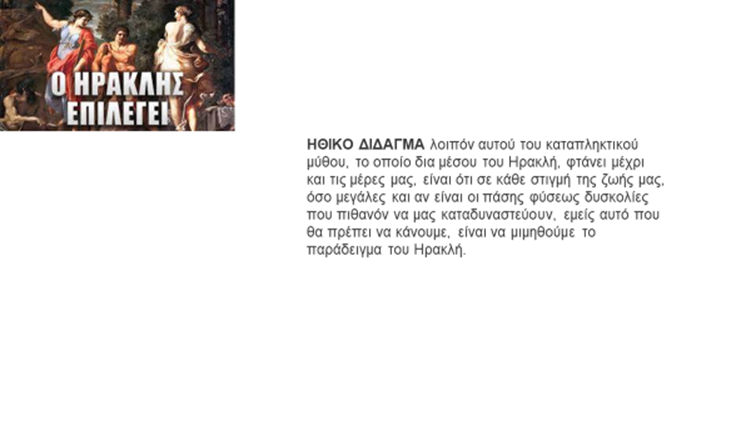 Ο ΗΡΑΚΛΗΣ
ΕΠΙΛΕΓΕΙ
ΗΘΙΚΟ ΔΙΔΑΓΜΑ λοιπόν αυτού του καταπληκτικού
μύθου, το οποίο δια μέσου του Ηρακλή, φτάνει μέχρι
και τις μέρες μας, είναι ότι σε κάθε στιγμή της ζωής μας,
όσο μεγάλες και αν είναι οι πάσης φύσεως δυσκολίες
που πιθανόν να μας καταδυναστεύουν, εμείς αυτό που
θα πρέπει να κάνουμε, είναι να μιμηθούμε το
παράδειγμα του Ηρακλή.